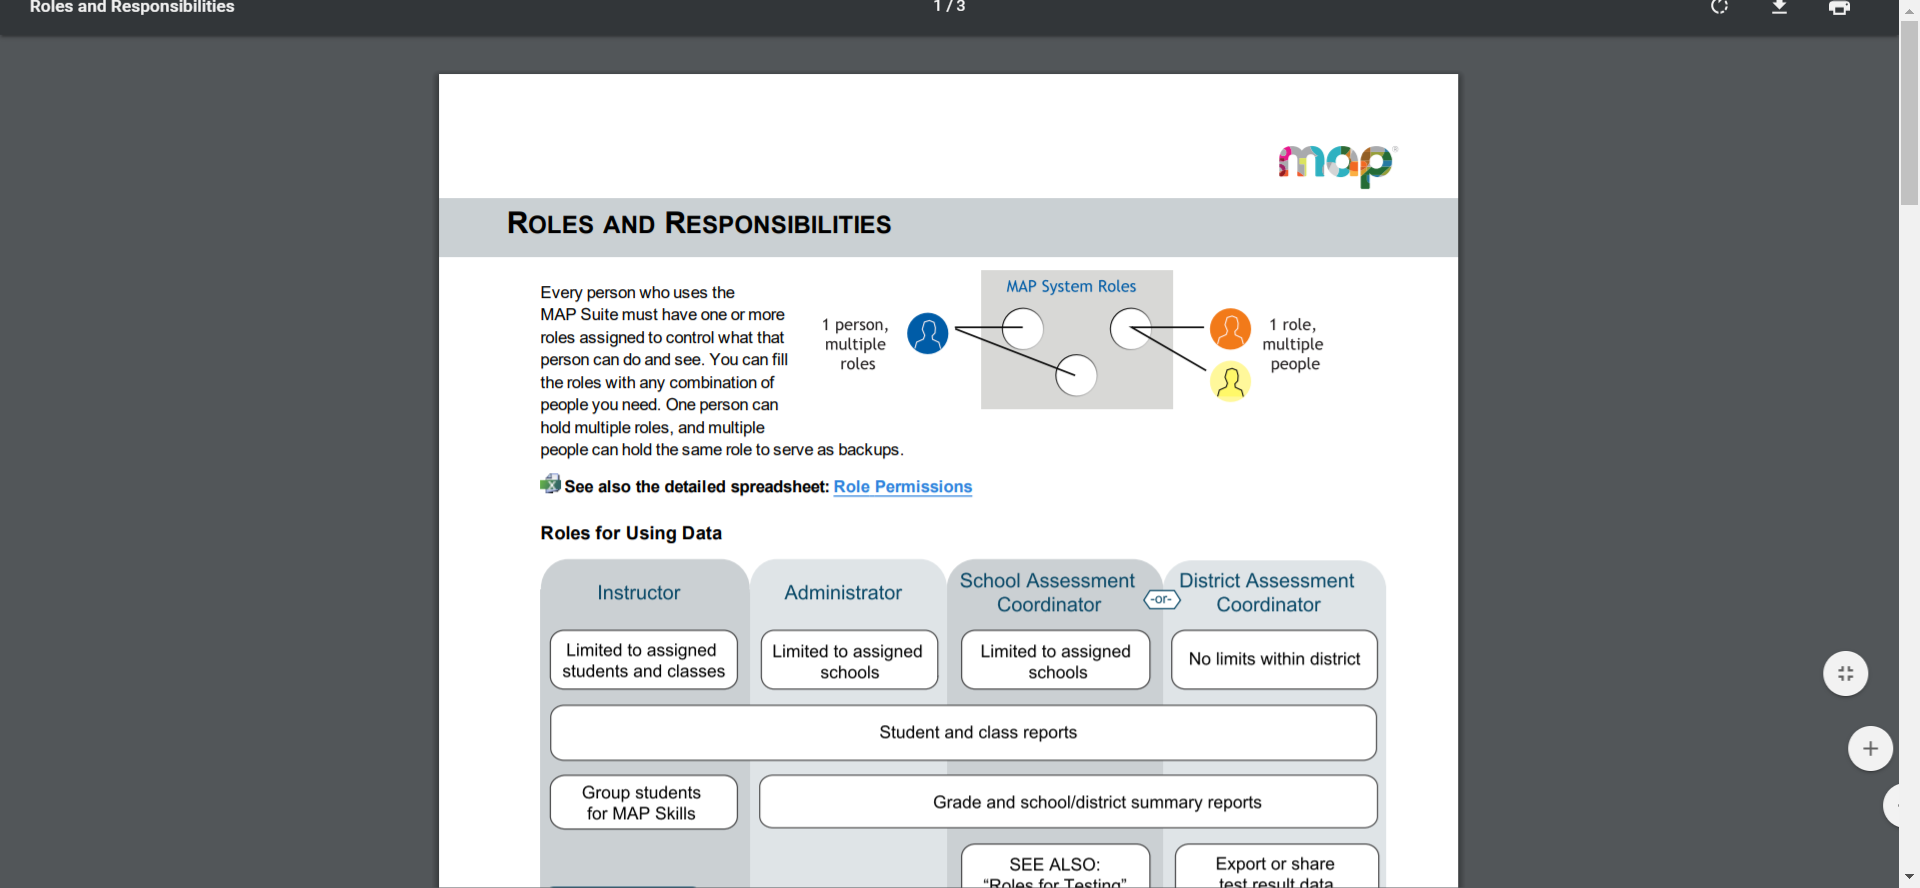 Roles and Responsibilities
1 / 3
map®
ROLES AND RESPONSIBILITIES
Every person who uses the
MAP Suite must have one or more
roles assigned to control what that
person can do and see. You can fill
the roles with any combination of
people you need. One person can
hold multiple roles, and multiple
people can hold the same role to serve as backups.
MAP System Roles
1 person,
multiple
roles
1 role,
multiple
people
See also the detailed spreadsheet: Role Permissions
Roles for Using Data
Instructor
Administrator
School Assessment
Coordinator
-or-
District Assessment
Coordinator
Limited to assigned
students and classes
Limited to assigned
schools
Limited to assigned
schools
No limits within district
Student and class reports
Group students
for MAP Skills
Grade and school/district summary reports
SEE ALSO:
"Roles for Testing"
Export or share
test result data